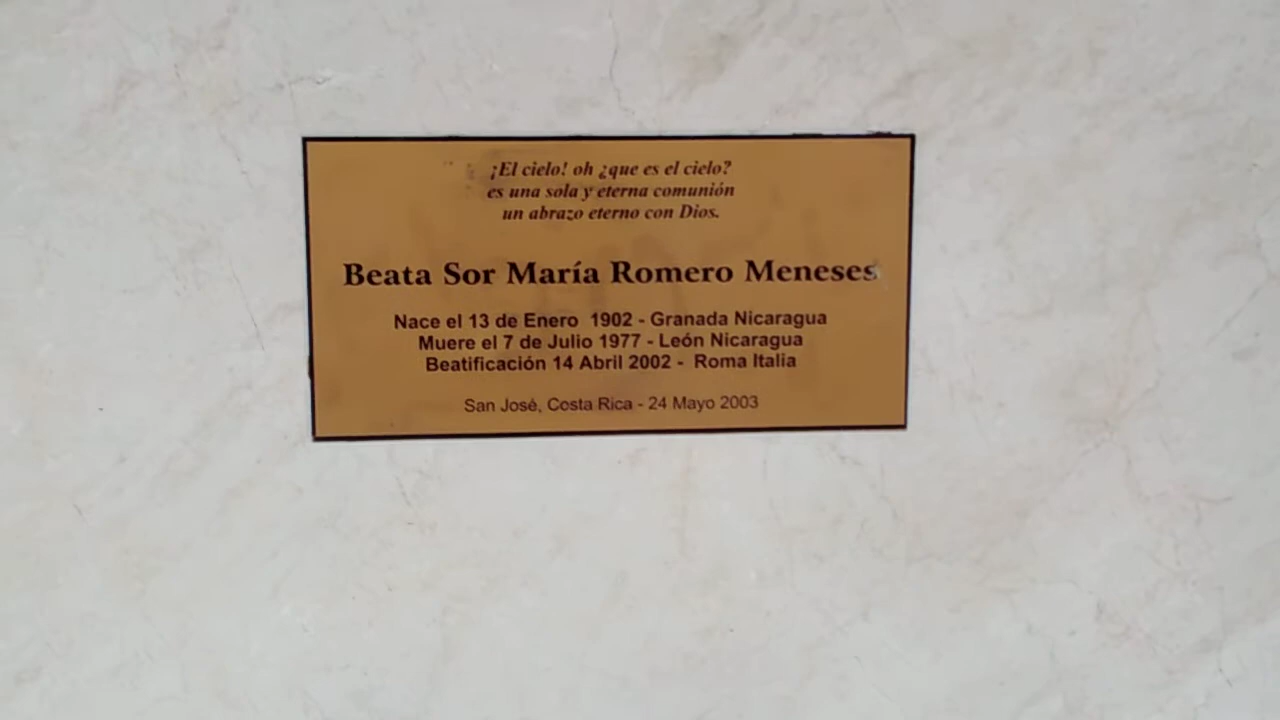 ¡El cielo! oh ¿que es el cielo?
es una sola y eterna comunión
un abrazo eterno con Dios.
Beata Sor María Romero Meneses
Nace el 13 de Enero 1902 - Granada Nicaragua
Muere el 7 de Julio 1977 - León Nicaragua
Beatificación 14 Abril 2002 - Roma Italia
San José, Costa Rica - 24 Mayo 2003